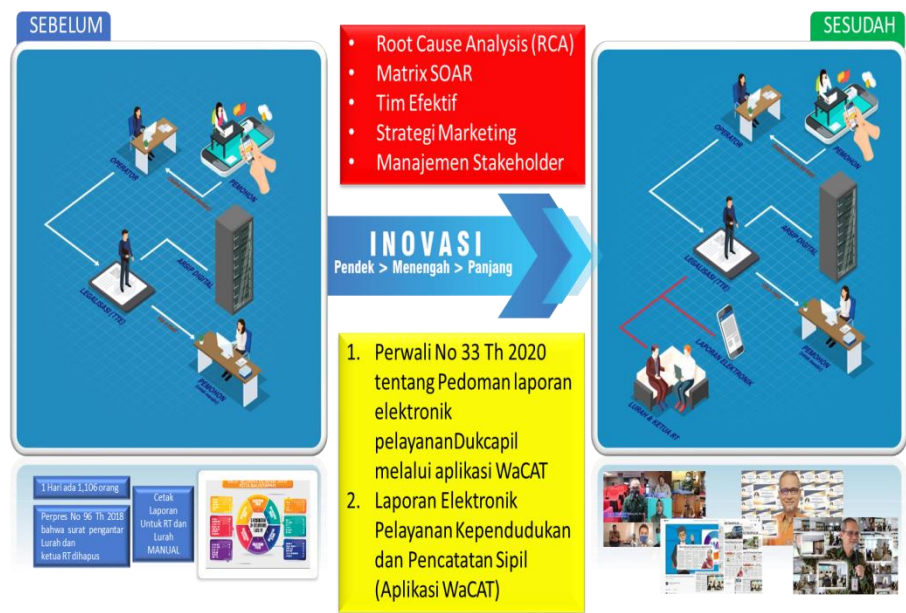 SEBELUM
OPERATOR
PEMOHON
ARSIP DIGITAL
LEGALISASI (TTE)
PEMOHON
1 Hari ada 1,106 orang
Perpres No 96 Th 2018
bahwa surat pengantar
Lurah dan
ketua RT dihapus
Cetak
Laporan
Untuk RT dan
Lurah
MANUAL
• Root Cause Analysis (RCA)
• Matrix SOAR
• Tim Efektif
• Strategi Marketing
• Manajemen Stakeholder
INOVASI
Pendek > Menengah > Panjang
1. Perwali No 33 Th 2020
tentang Pedoman laporan
elektronik
pelayananDukcapil
melalui aplikasi WaCAT
2. Laporan Elektronik
Pelayanan Kependudukan
dan Pencatatan Sipil
(Aplikasi WaCAT)
SESUDAH
OPERATOR
PEMOHON
ARSIP DIGITAL
LEGALISASI (TTE)
LAPORAN ELEKTRONIK
PEMOHON
LURAH & KETUA RT